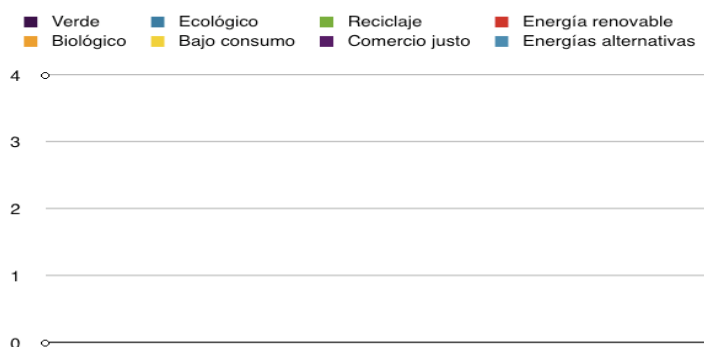 Verde Ecológico Reciclaje Energía renovable
Biológico Bajo consumo Comercio justo Energías alternativas
4
3
2
1
0